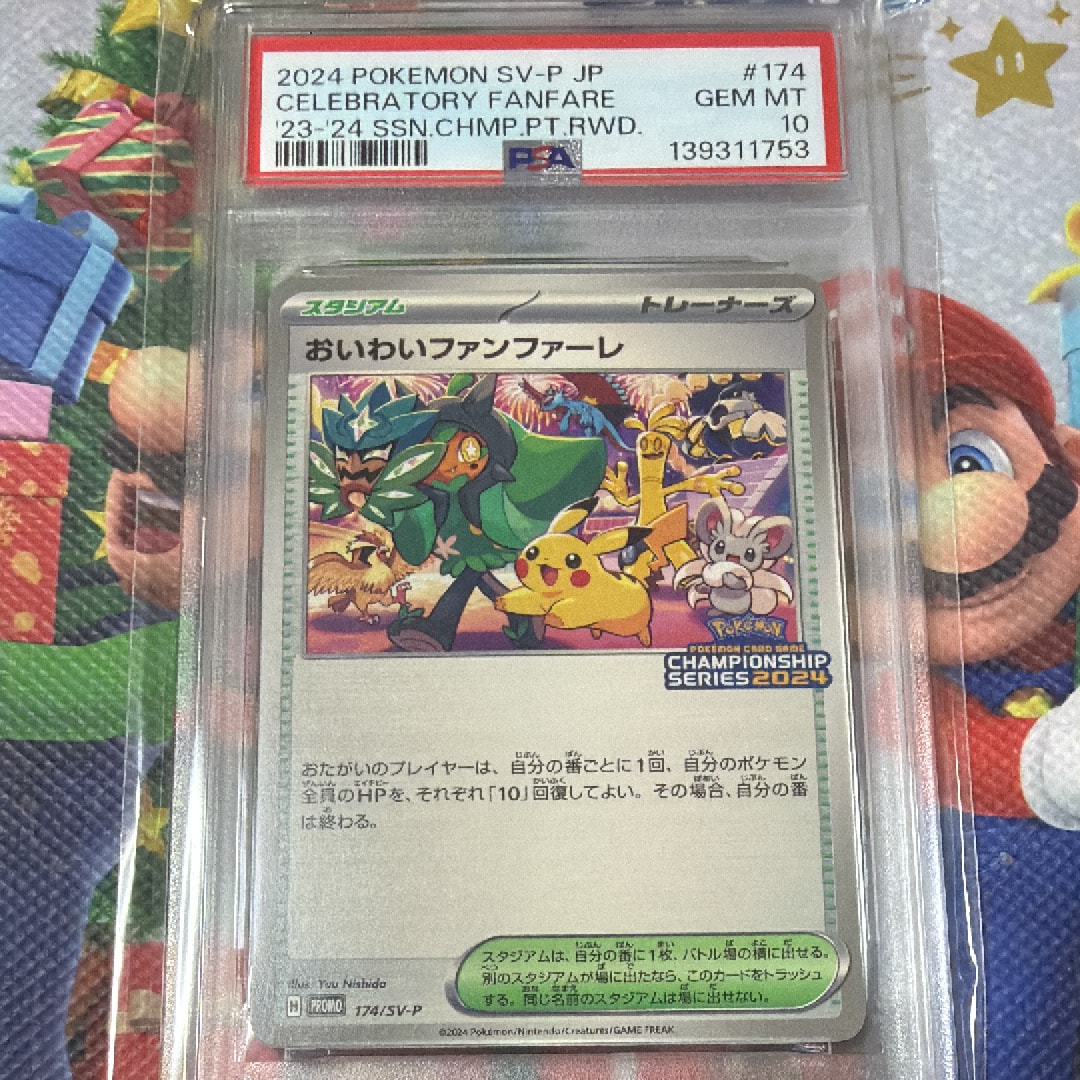 2024 POKEMON SV-P JP #174
CELEBRATORY FANFARE GEM MT
'23-'24 SSN.CHMP.PT.RWD. 10
PSA 139311753
スタジアム トレーナーズ
おいわいファンファーレ
Pokémon
POKÉMON CARD GAME
CHAMPIONSHIP
SERIES 2024
おたがいのプレイヤーは、自分の番ごとに1回、自分のポケモン
全員のHPを、それぞれ「10」回復してよい。その場合、自分の番
は終わる。
スタジアムは、自分の番に1枚、バトル場の横に出せる。
別のスタジアムが場に出たなら、このカードをトラッシュ
する。同じ名前のスタジアムは場に出せない。
Illus. Yuu Nishida
H PROMO 174/SV-P
©2024 Pokémon/Nintendo/Creatures/GAME FREAK